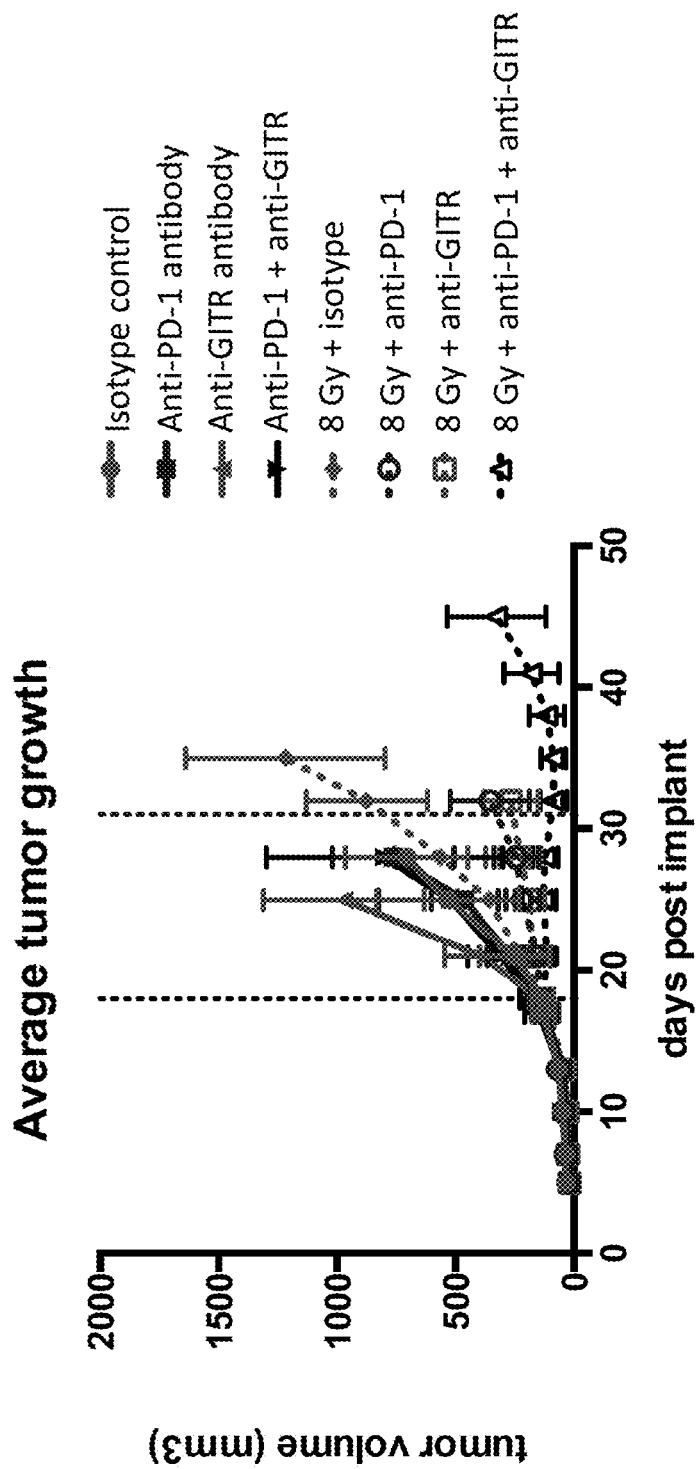 Average tumor growth
tumor volume (mm3)
2000
1500
1000
500
0
0
10
20
30
40
50
days post implant
Isotype control
Anti-PD-1 antibody
Anti-GITR antibody
Anti-PD-1 + anti-GITR
8 Gy + isotype
8 Gy + anti-PD-1
8 Gy + anti-GITR
8 Gy + anti-PD-1 + anti-GITR